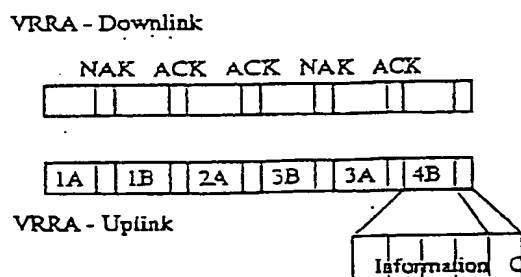 VRRA - Downlink
NAK ACK ACK NAK ACK
1A 1B 2A 3B 3A 4B
VRRA - Uplink
Information C